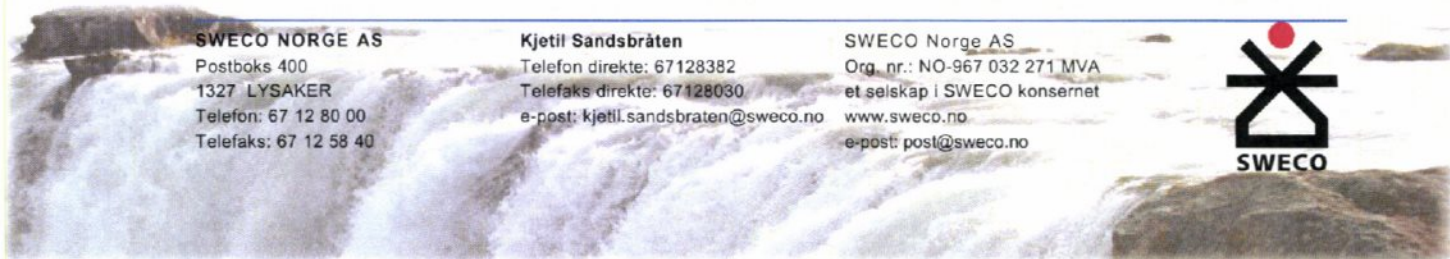 SWECO NORGE AS
Postboks 400
1327 LYSAKER
Telefon: 67 12 80 00
Telefaks: 67 12 58 40
Kjetil Sandsbråten
Telefon direkte: 67128382
Telefaks direkte: 67128030
e-post: kjetil.sandsbraten@sweco.no
SWECO Norge AS
Org. nr.: NO-967 032 271 MVA
et selskap i SWECO konsernet
www.sweco.no
e-post: post@sweco.no
SWECO